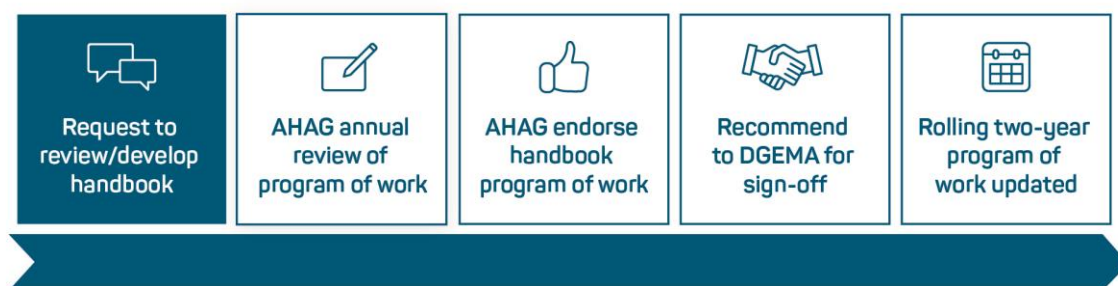 Request to
review/develop
handbook
AHAG annual
review of
program of work
AHAG endorse
handbook
program of work
Recommend
to DGEMA for
sign-off
Rolling two-year
program of
work updated